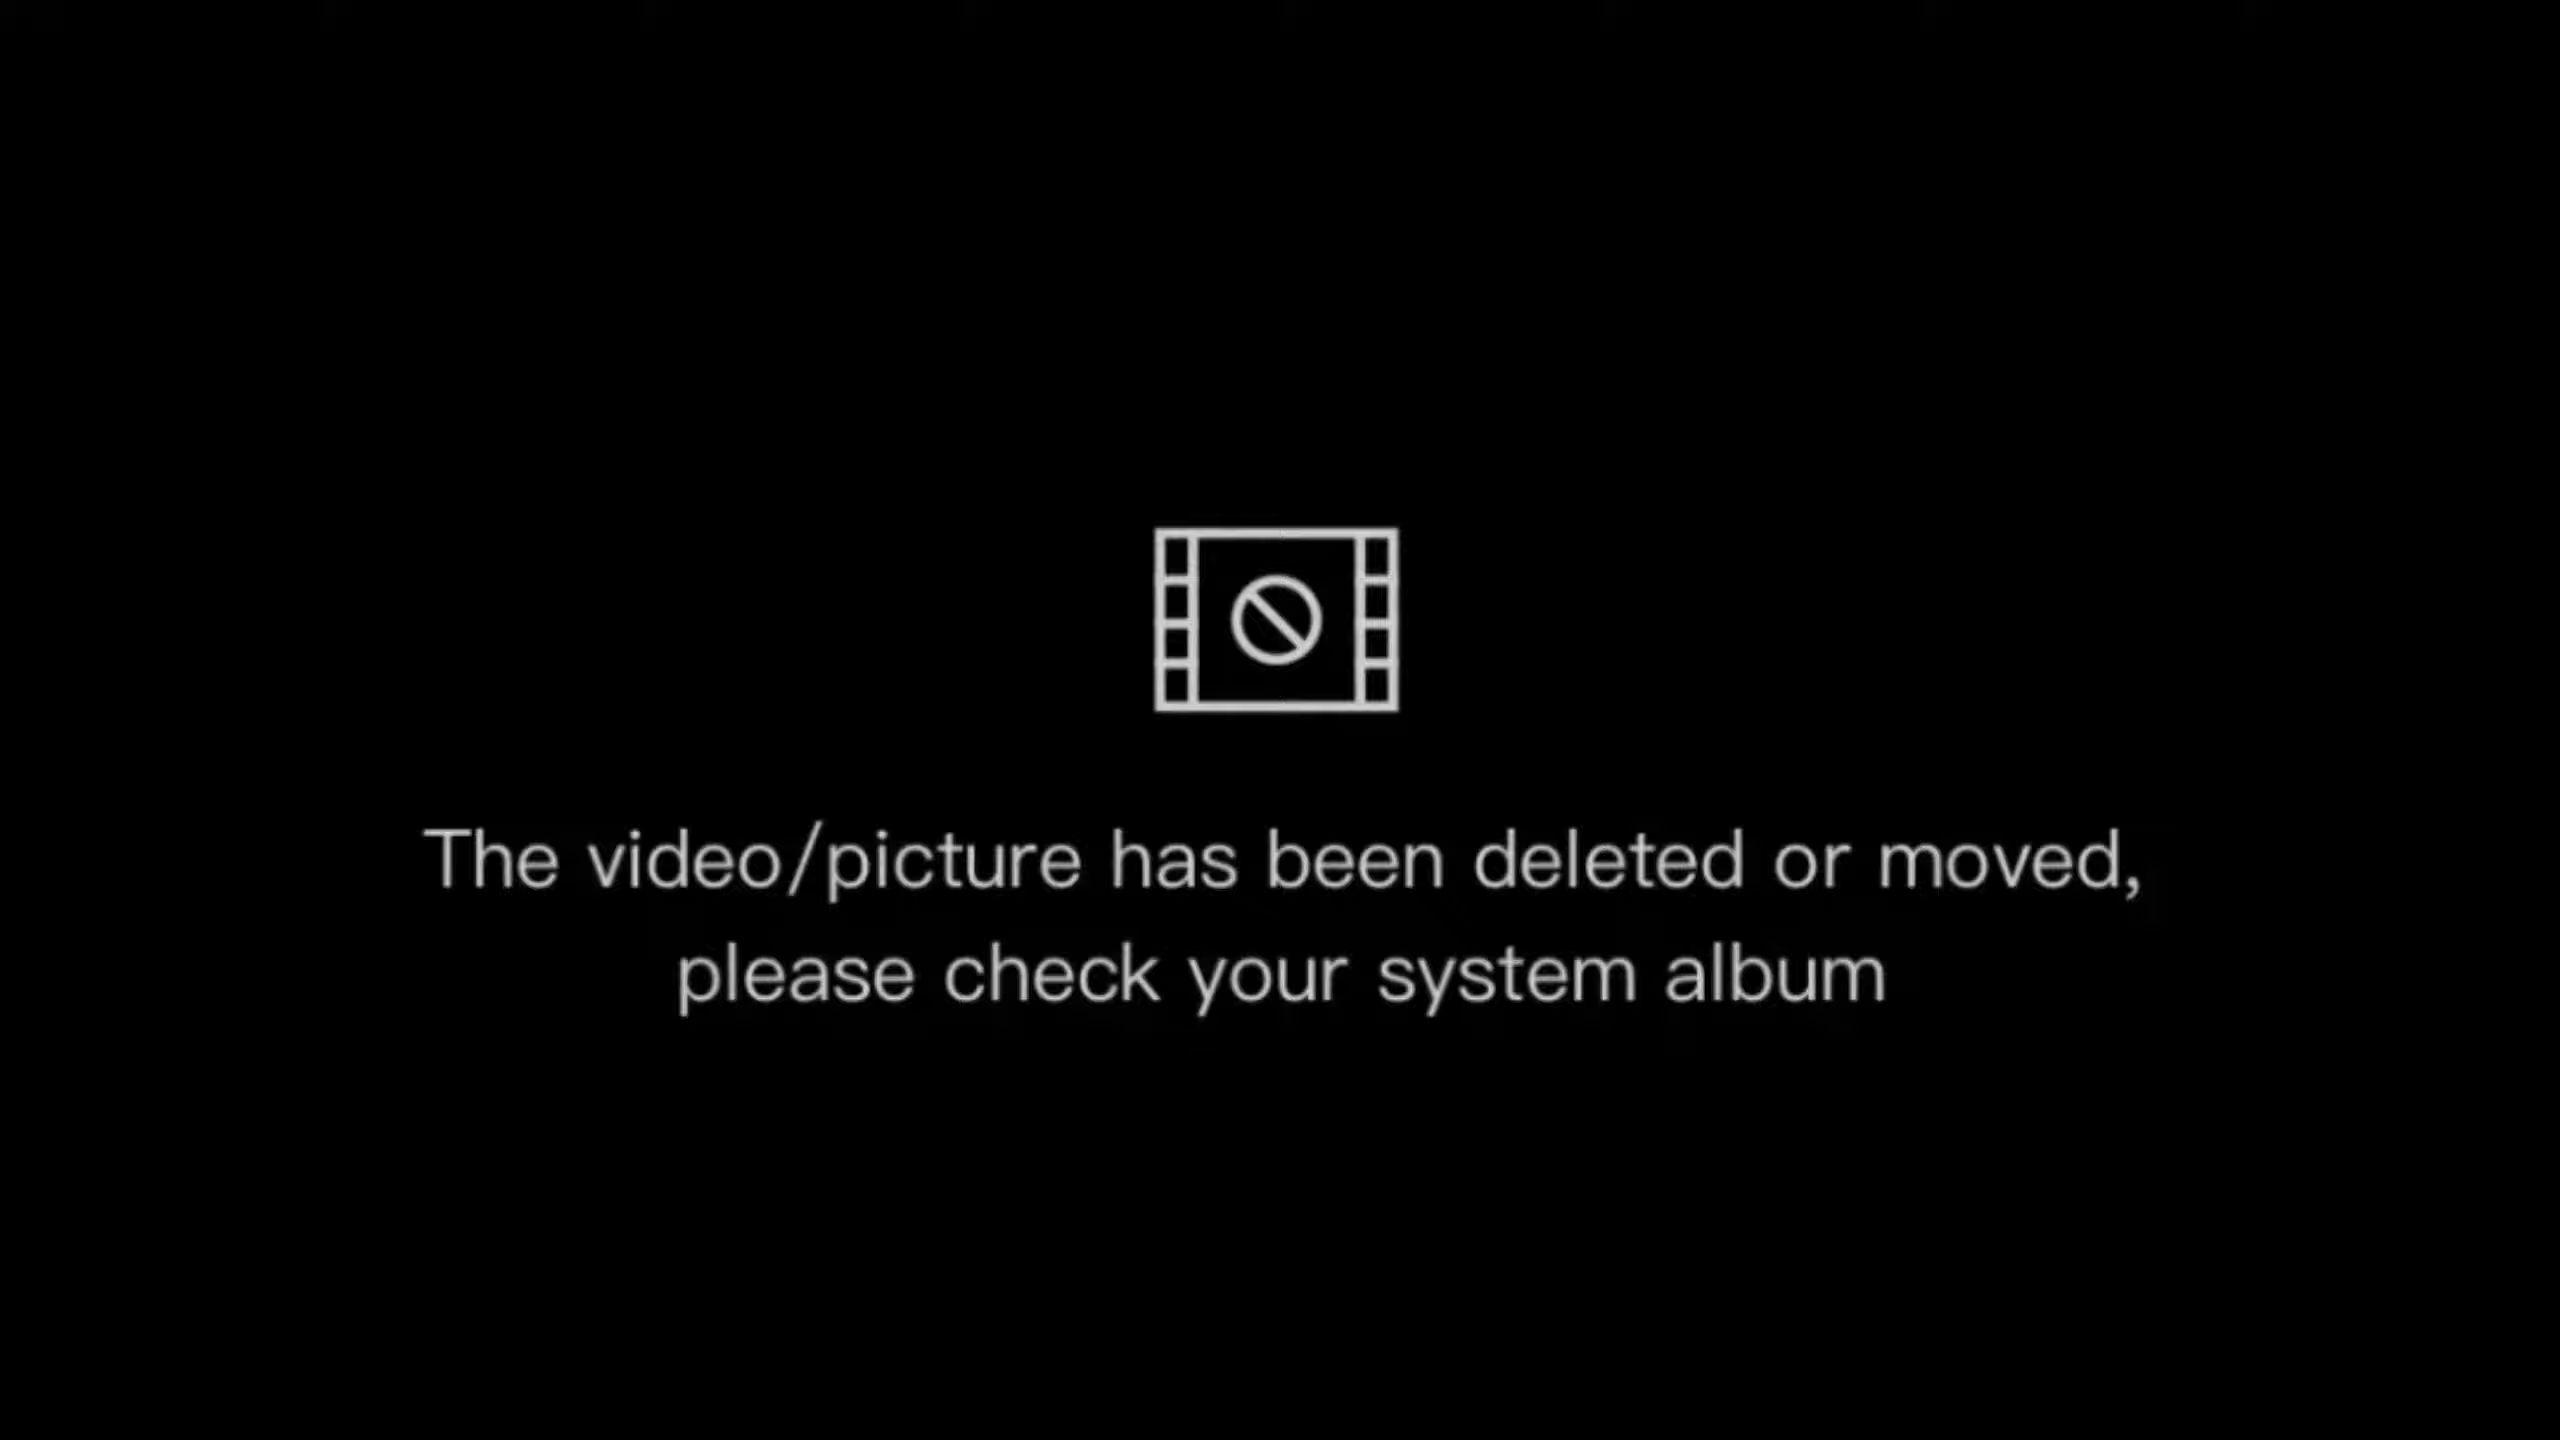 The video/picture has been deleted or moved,
please check your system album